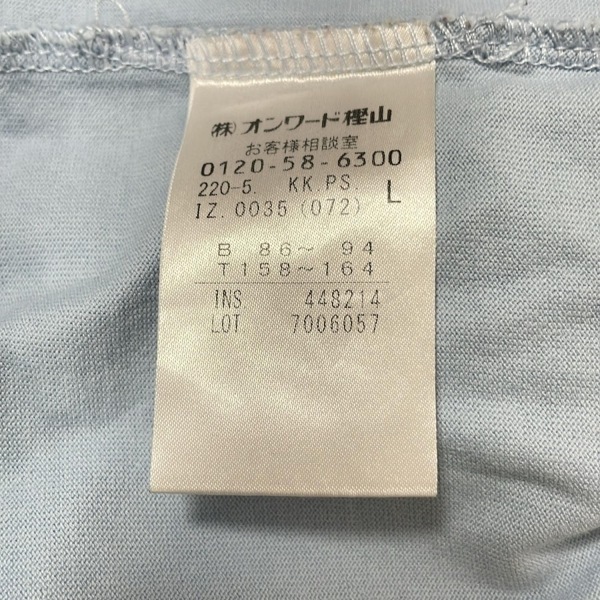 ㈱オンワード樫山
お客様相談室
0120-58-6300
220-5. KK.PS. L
IZ.0035(072)
B 86～ 94
T158～164
INS. 448214
LOT. 7006057